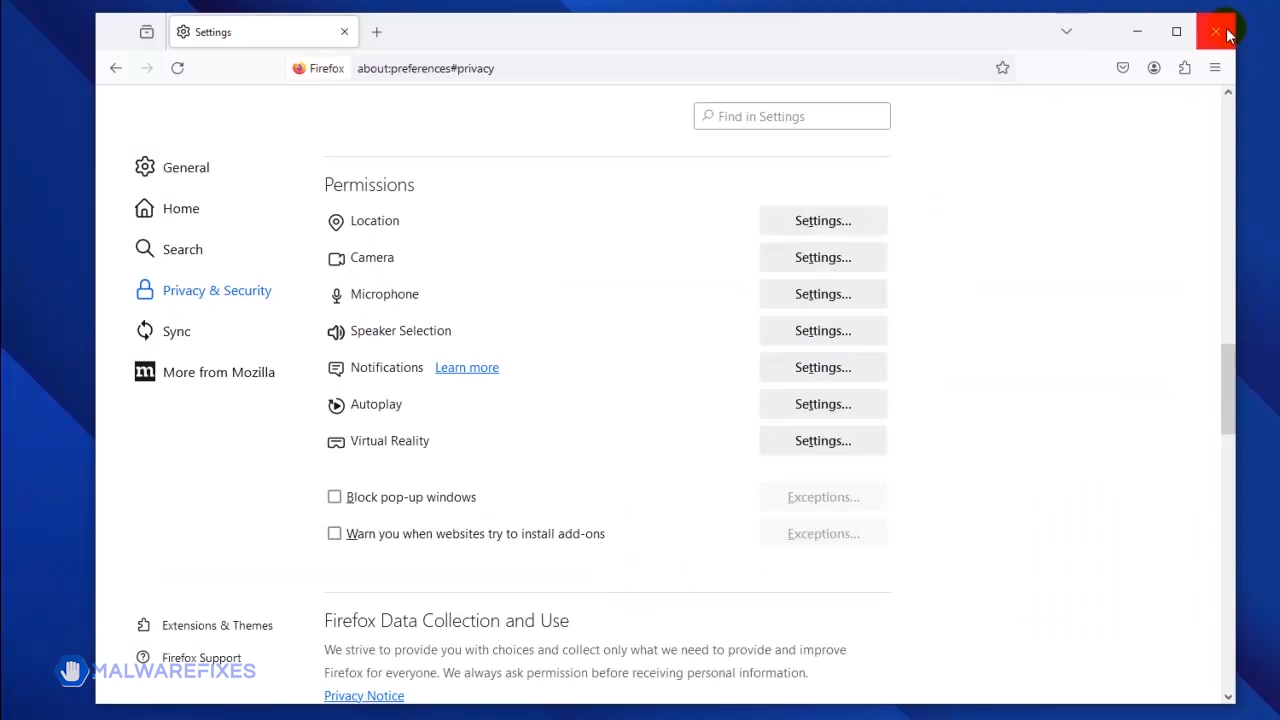 Settings
Firefox about:preferences#privacy
Find in Settings
General
Home
Search
Privacy & Security
Sync
m More from Mozilla
Extensions & Themes
Firefox Support
Permissions
Location Settings...
Camera Settings...
Microphone Settings...
Speaker Selection Settings...
Notifications Learn more Settings...
Autoplay Settings...
Virtual Reality Settings...
Block pop-up windows Exceptions...
Warn you when websites try to install add-ons Exceptions...
Firefox Data Collection and Use
We strive to provide you with choices and collect only what we need to provide and improve
Firefox for everyone. We always ask permission before receiving personal information.
Privacy Notice
MALWAREFIXES